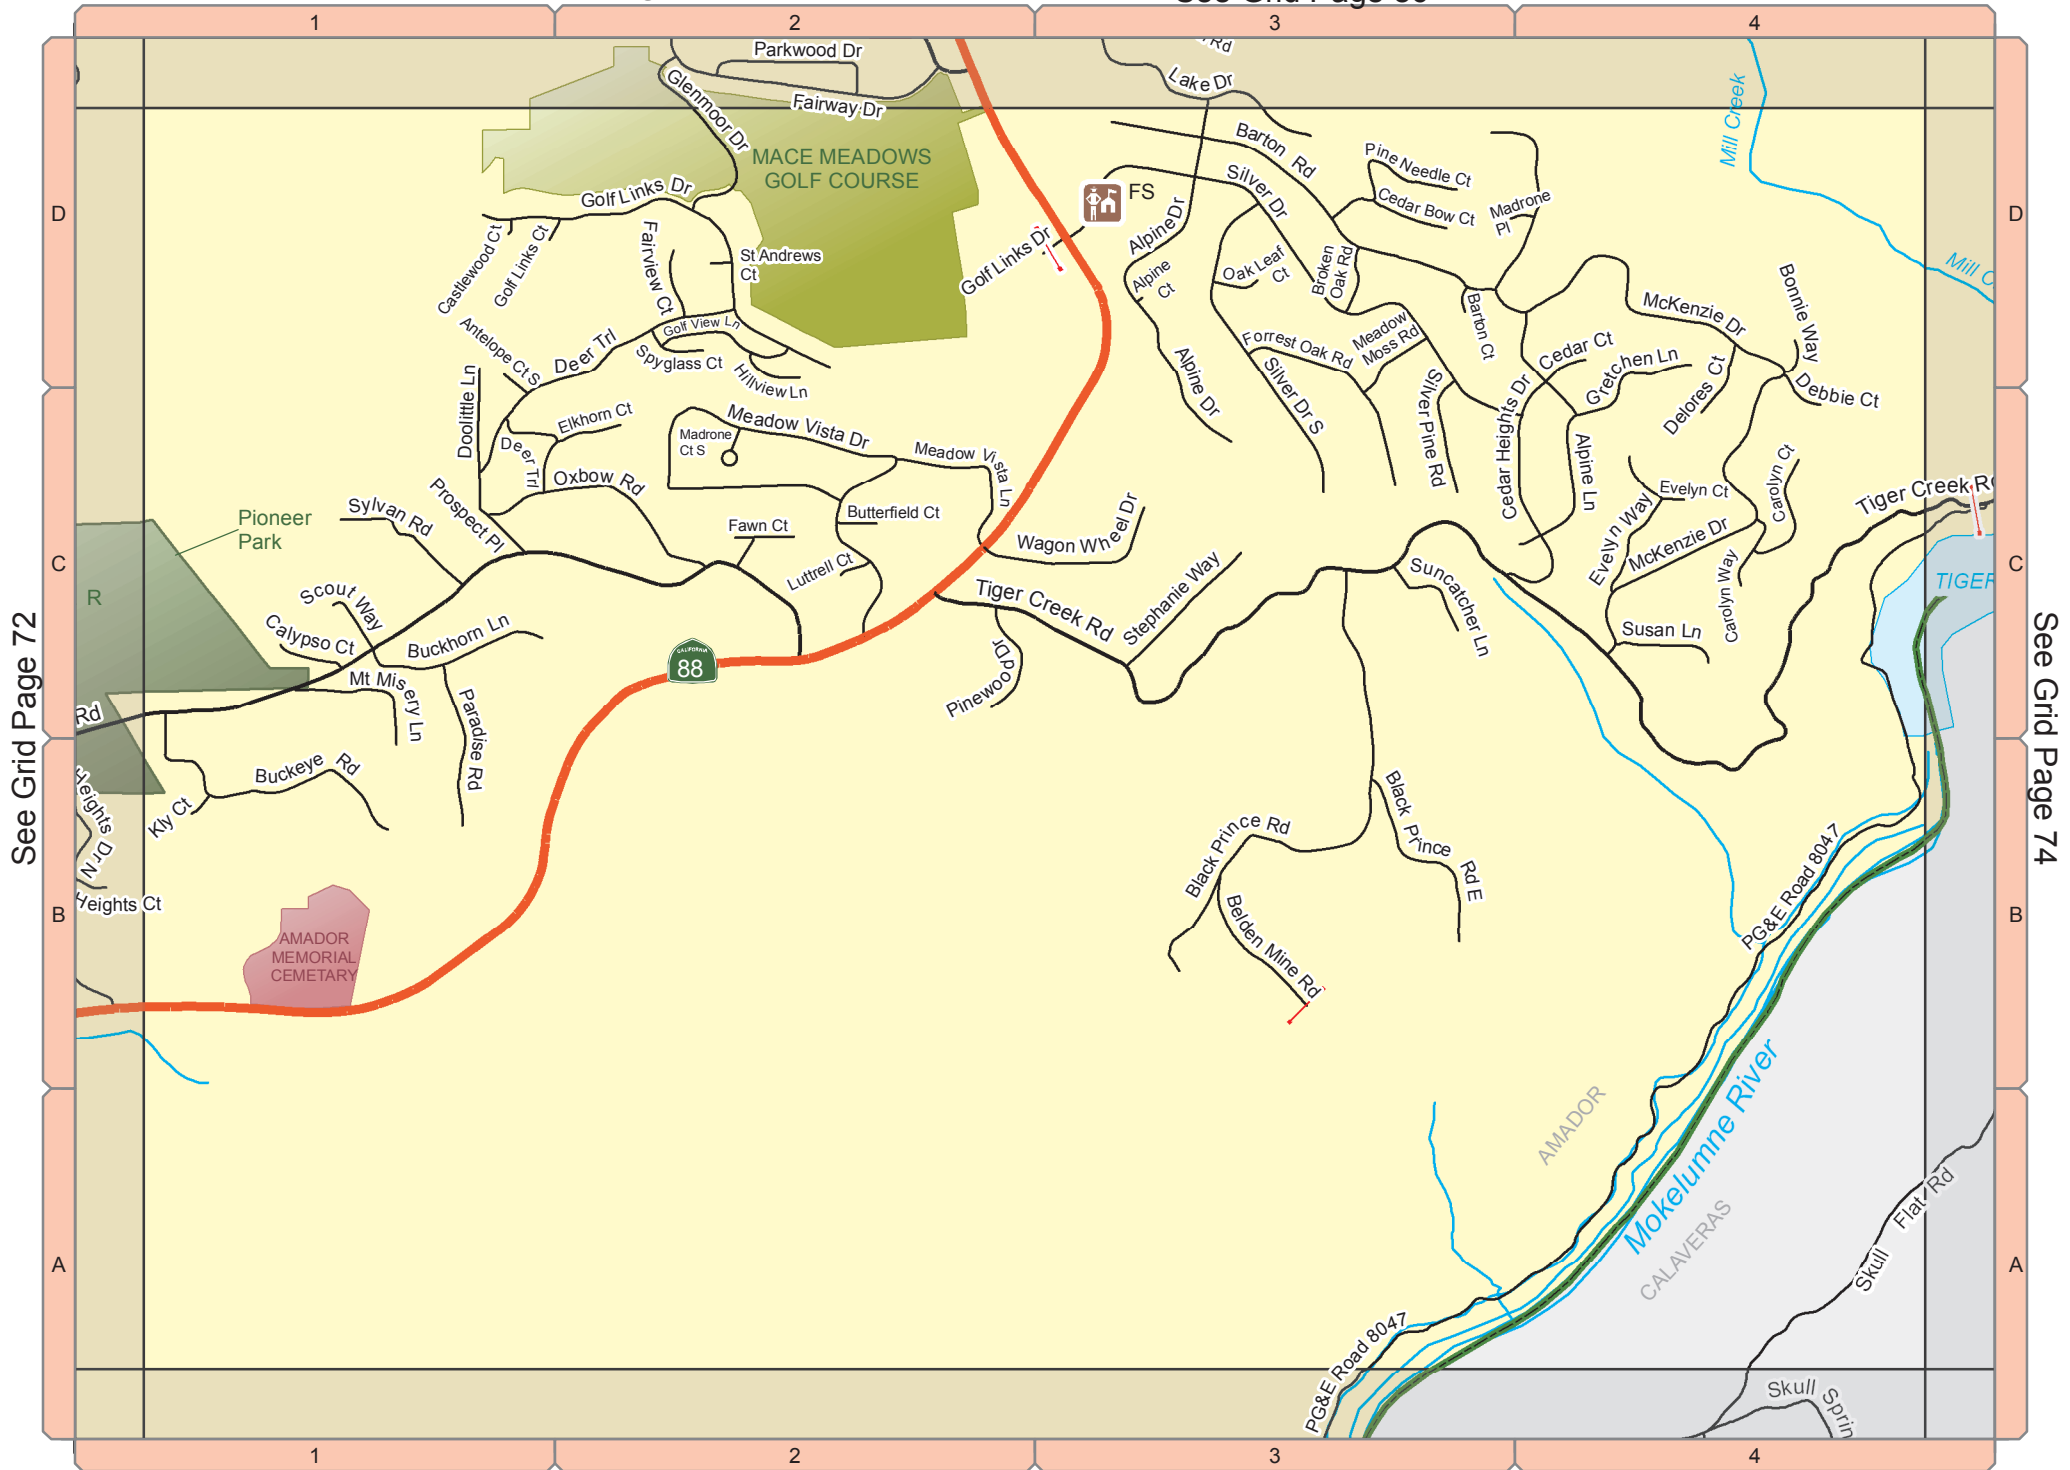 1
2
3
4
D
C
B
A
D
C
B
A
1
2
3
4
See Grid Page 72
See Grid Page 74
Parkwood Dr
Fairway Dr
Glenmoor Dr
MACE MEADOWS
GOLF COURSE
Golf Links Dr
Castlewood Ct
Golf Links Ct
Fairview Ct
St Andrews
Ct
Golf View Ln
Spyglass Ct
Hillview Ln
Antelope Ct S
Deer Trl
Doolittle Ln
Elkhorn Ct
Deer Trl
Oxbow Rd
Prospect Pl
Sylvan Rd
Meadow Vista Dr
Madrone
Ct S
Meadow Vista Ln
Butterfield Ct
Fawn Ct
Luttrell Ct
Wagon Wheel Dr
Pioneer
Park
R
Scout Way
Calypso Ct
Buckhorn Ln
Mt Misery Ln
Paradise Rd
Rd
Buckeye Rd
Kly Ct
Heights Dr N
Heights Ct
AMADOR
MEMORIAL
CEMETARY
CALIFORNIA
88
Rd
Lake Dr
FS
Golf Links Dr
Alpine Dr
Alpine
Ct
Alpine Dr
Barton Rd
Silver Dr
Pine Needle Ct
Cedar Bow Ct
Madrone
Pl
Oak Leaf
Ct
Broken
Oak Rd
Forrest Oak Rd
Meadow
Moss Rd
Silver Dr S
Silver Pine Rd
Barton Ct
Cedar Ct
Cedar Heights Dr
Gretchen Ln
Alpine Ln
McKenzie Dr
Bonnie Way
Delores Ct
Debbie Ct
Carolyn Ct
Evelyn Ct
Evelyn Way
McKenzie Dr
Carolyn Way
Susan Ln
Mill Creek
Mill C
Tiger Creek Rd
TIGER
Tiger Creek Rd
Stephanie Way
Pinewood Dr
Suncatcher Ln
Black Prince Rd
Black Prince Rd E
Belden Mine Rd
PG&E Road 8047
Mokelumne River
AMADOR
CALAVERAS
PG&E Road 8047
Skull Flat Rd
Skull Sprin